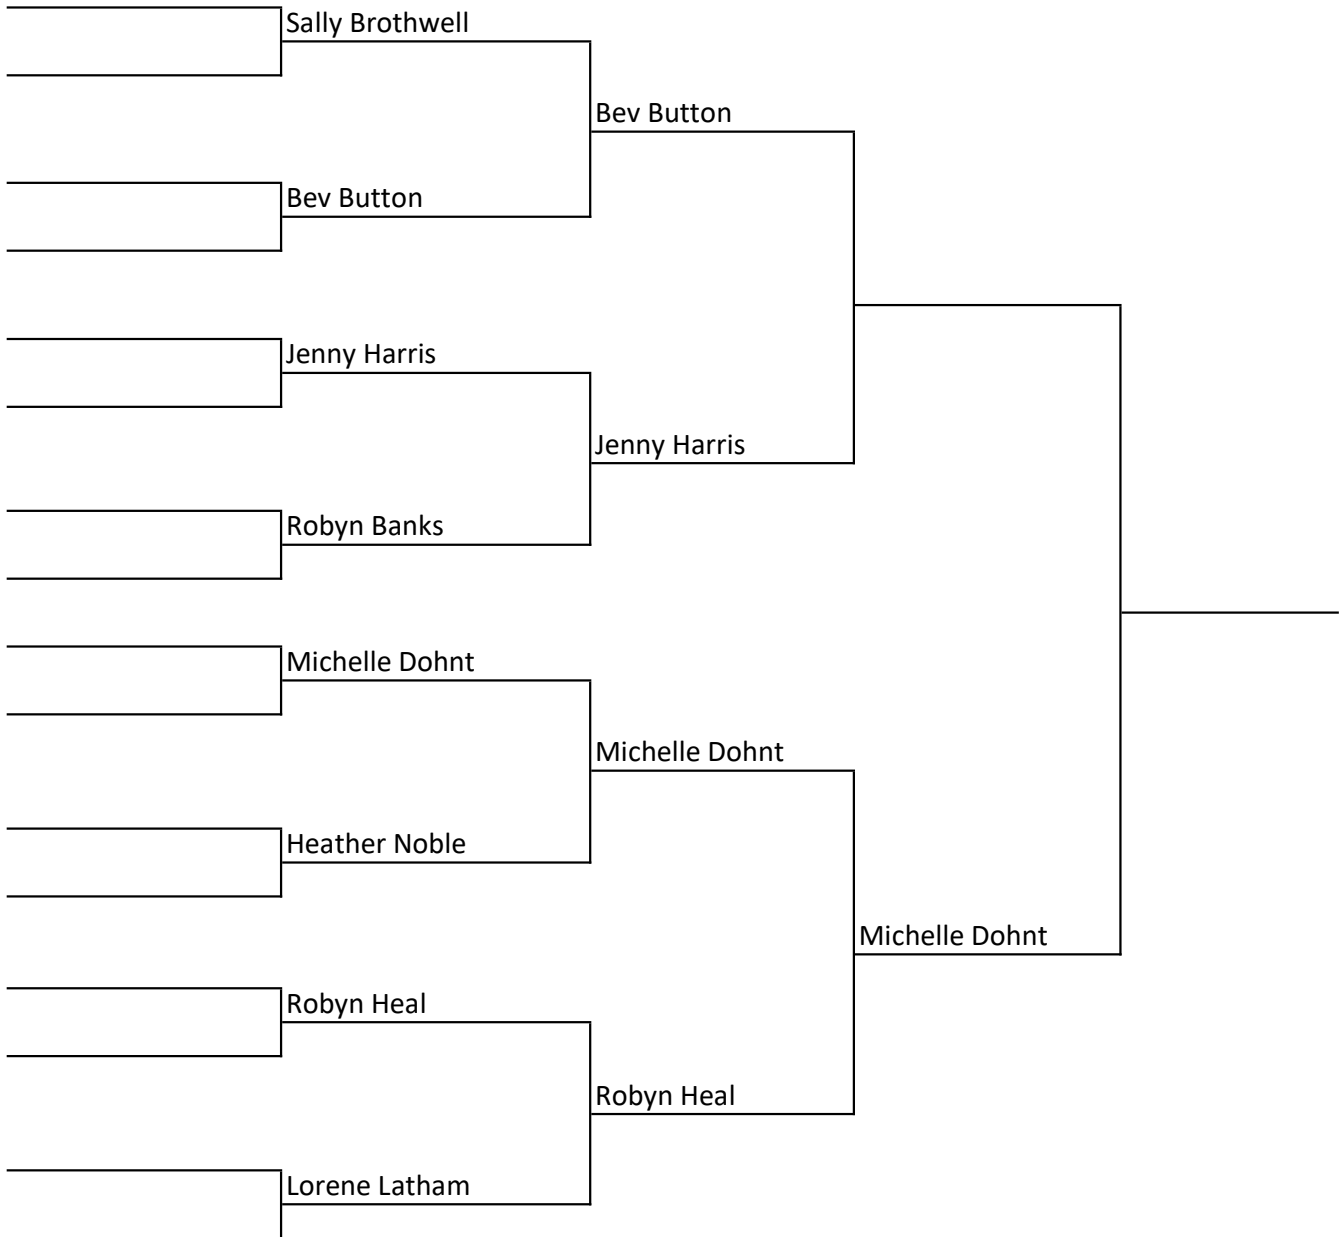 Sally Brothwell
Bev Button
Bev Button
Jenny Harris
Jenny Harris
Robyn Banks
Michelle Dohnt
Michelle Dohnt
Heather Noble
Michelle Dohnt
Robyn Heal
Robyn Heal
Lorene Latham